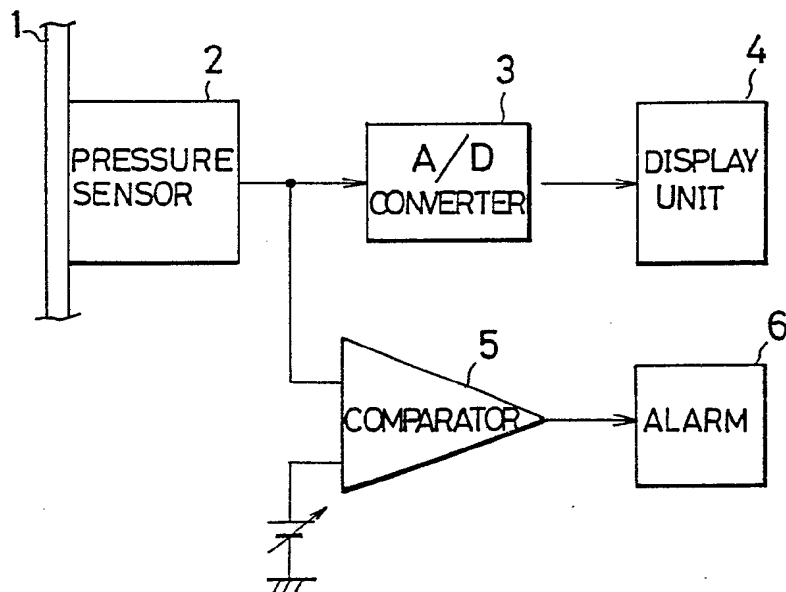 1
2
3
4
PRESSURE
SENSOR
A/D
CONVERTER
DISPLAY
UNIT
5
6
COMPARATOR
ALARM